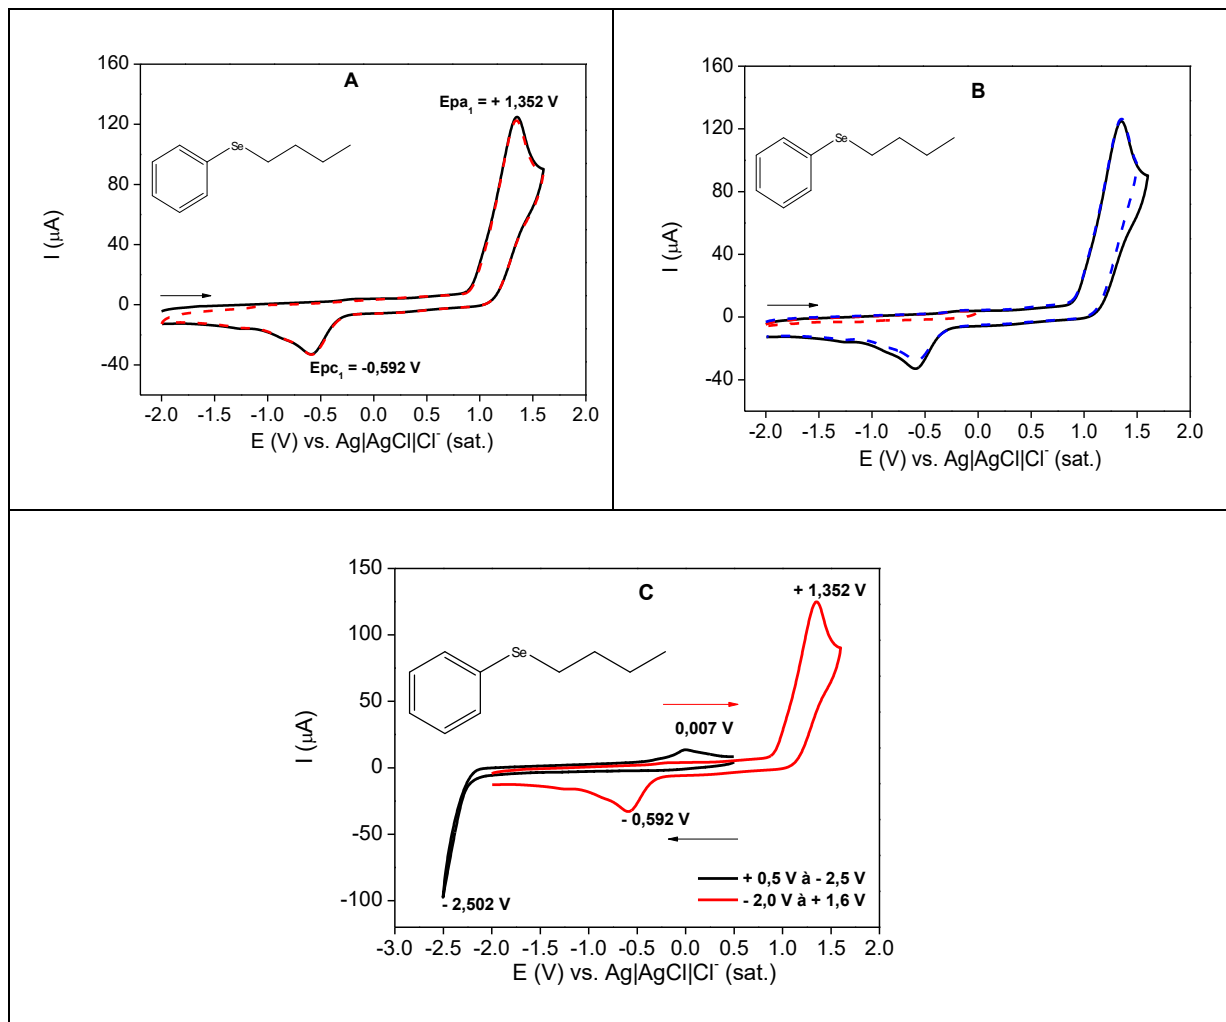 A
Epa1 = + 1,352 V
Se
Epc1 = -0,592 V
160
120
80
40
0
-40
I (μA)
-2.0 -1.5 -1.0 -0.5 0.0 0.5 1.0 1.5 2.0
E (V) vs. Ag|AgCl|Cl- (sat.)
B
Se
160
120
80
40
0
-40
I (μA)
-2.0 -1.5 -1.0 -0.5 0.0 0.5 1.0 1.5 2.0
E (V) vs. Ag|AgCl|Cl- (sat.)
C
+ 1,352 V
Se
0,007 V
- 0,592 V
- 2,502 V
+ 0,5 V à - 2,5 V
- 2,0 V à + 1,6 V
150
100
50
0
-50
-100
I (μA)
-3.0 -2.5 -2.0 -1.5 -1.0 -0.5 0.0 0.5 1.0 1.5 2.0
E (V) vs. Ag|AgCl|Cl- (sat.)